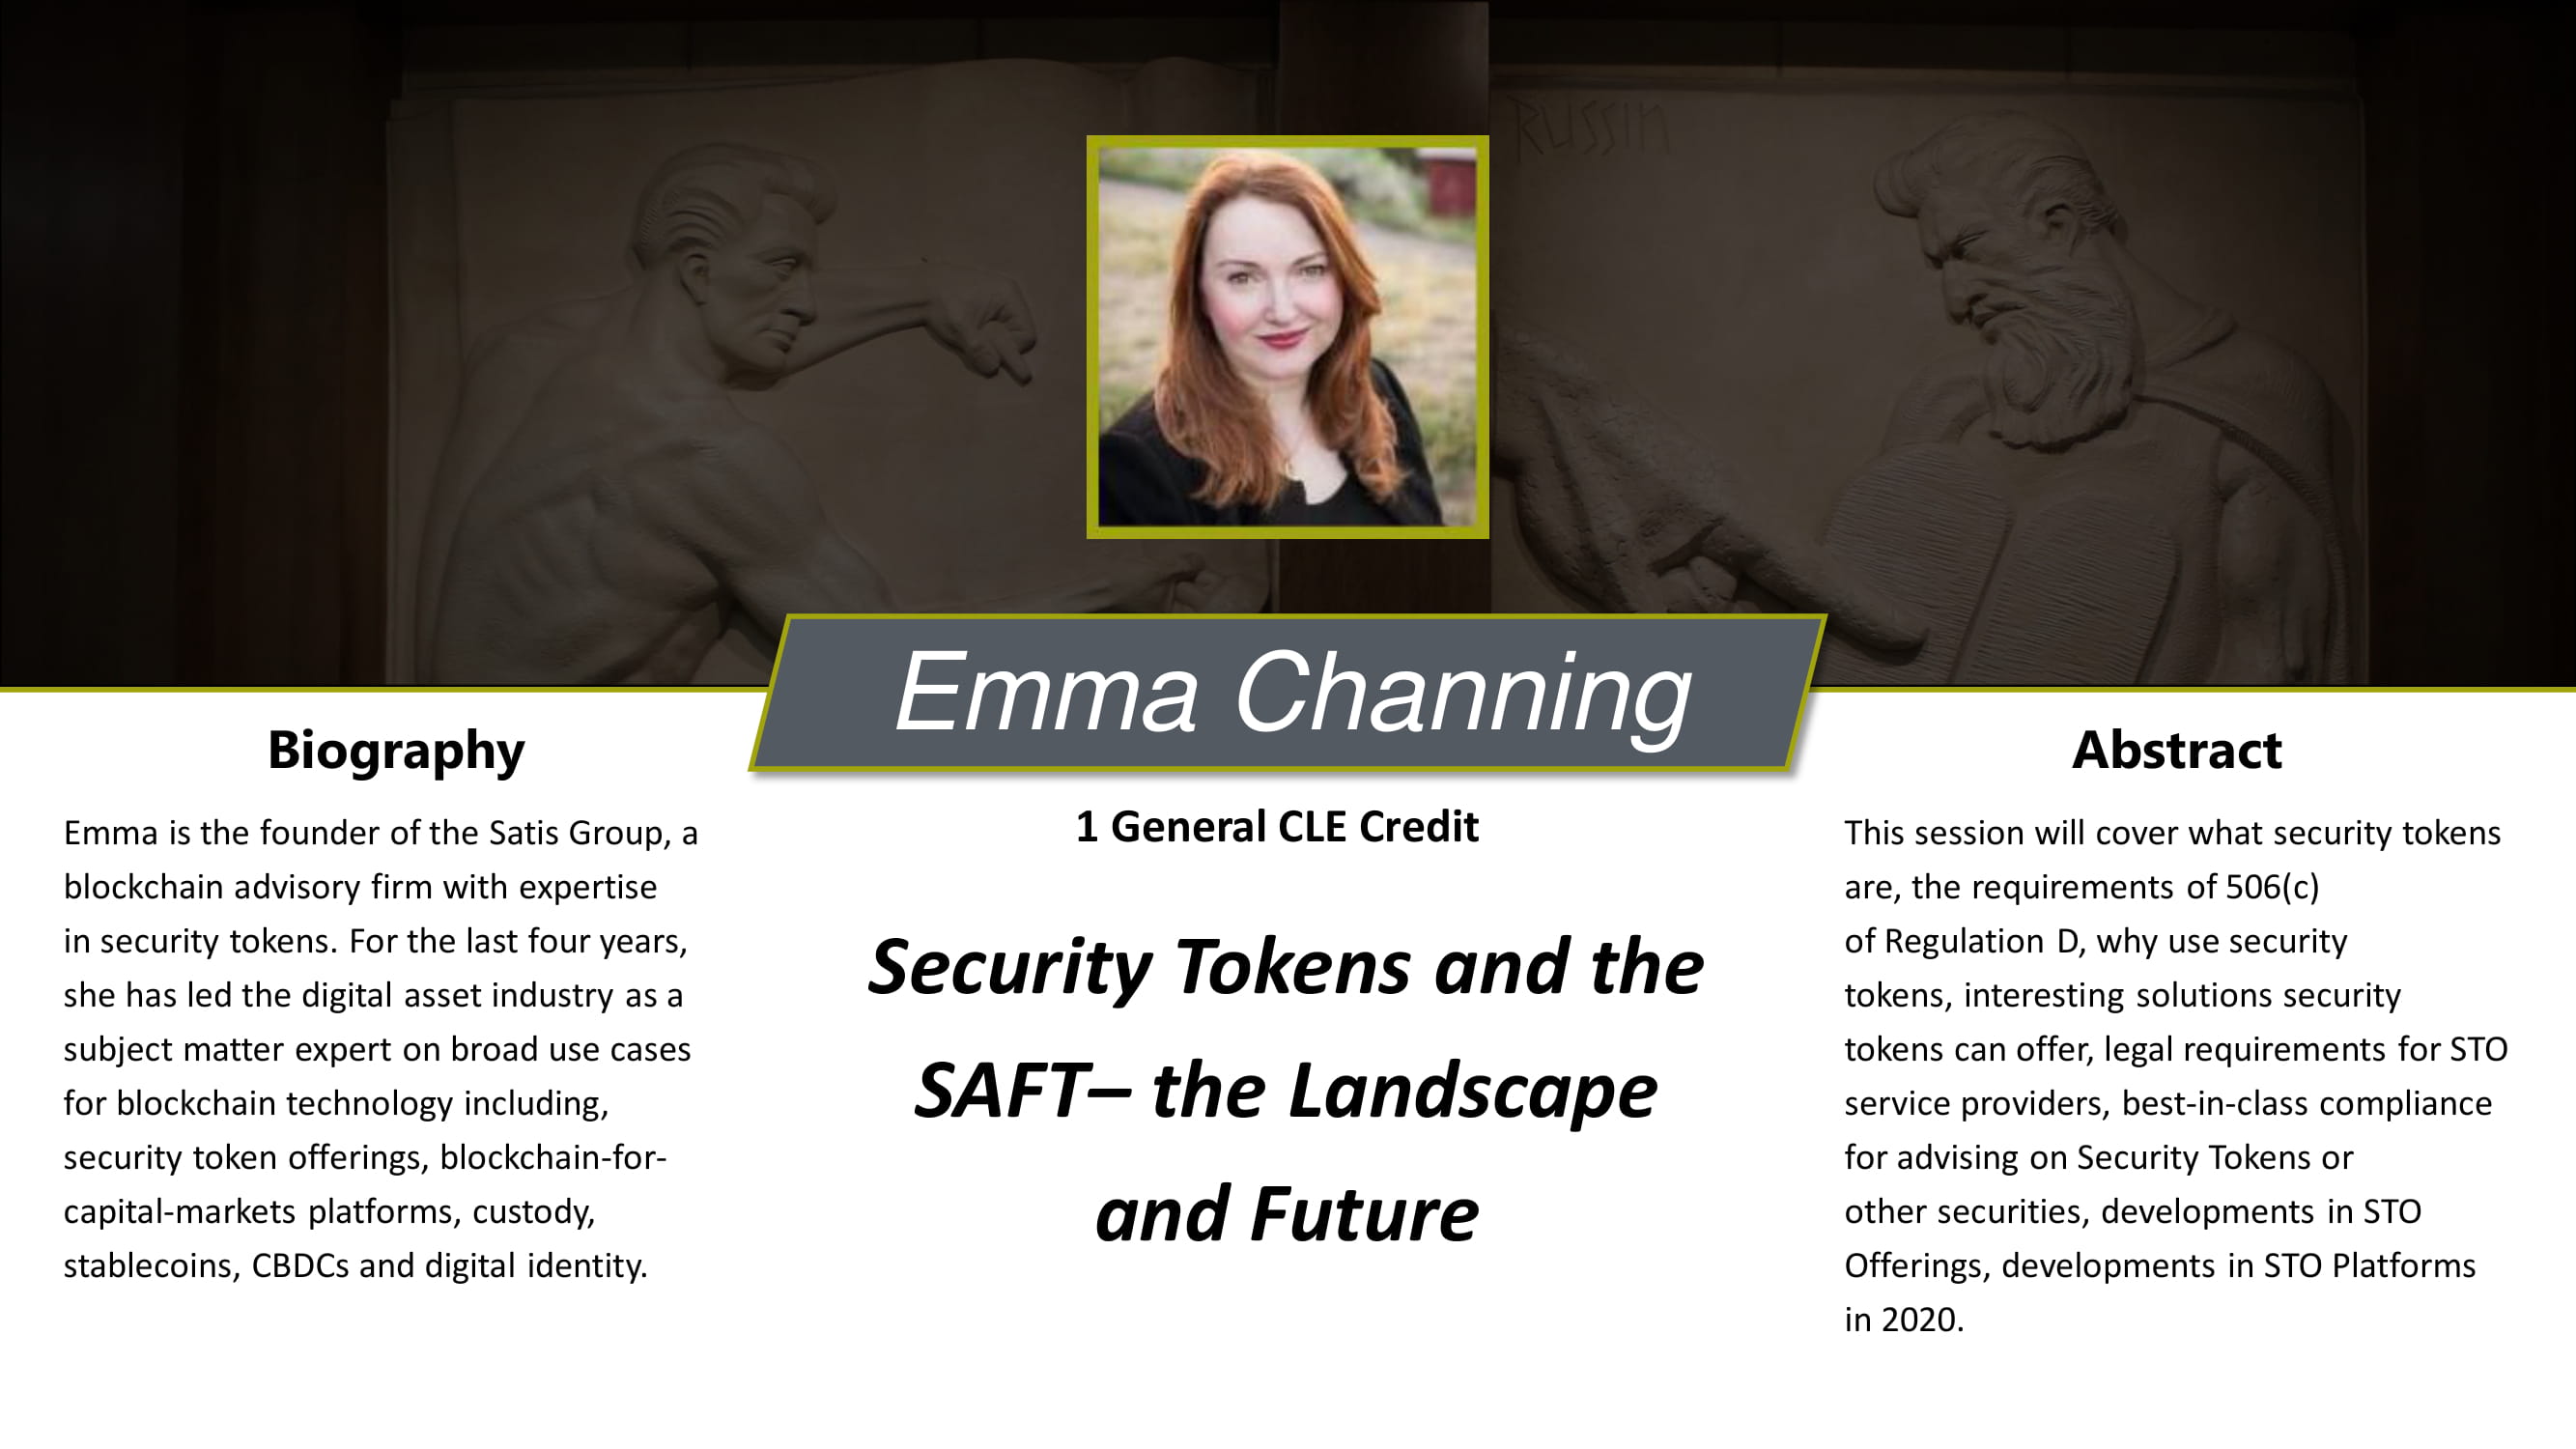 RUSSIN
Emma Channing
Biography
Emma is the founder of the Satis Group, a
blockchain advisory firm with expertise
in security tokens. For the last four years,
she has led the digital asset industry as a
subject matter expert on broad use cases
for blockchain technology including,
security token offerings, blockchain-for-
capital-markets platforms, custody,
stablecoins, CBDCs and digital identity.
1 General CLE Credit
Security Tokens and the
SAFT– the Landscape
and Future
Abstract
This session will cover what security tokens
are, the requirements of 506(c)
of Regulation D, why use security
tokens, interesting solutions security
tokens can offer, legal requirements for STO
service providers, best-in-class compliance
for advising on Security Tokens or
other securities, developments in STO
Offerings, developments in STO Platforms
in 2020.